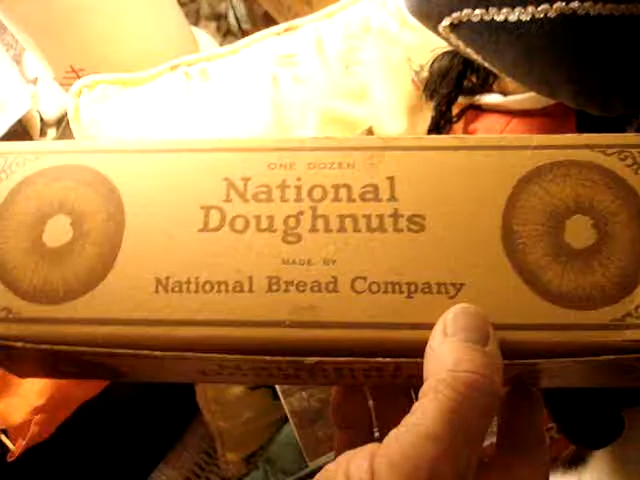 ONE DOZEN
National
Doughnuts
MADE BY
National Bread Company